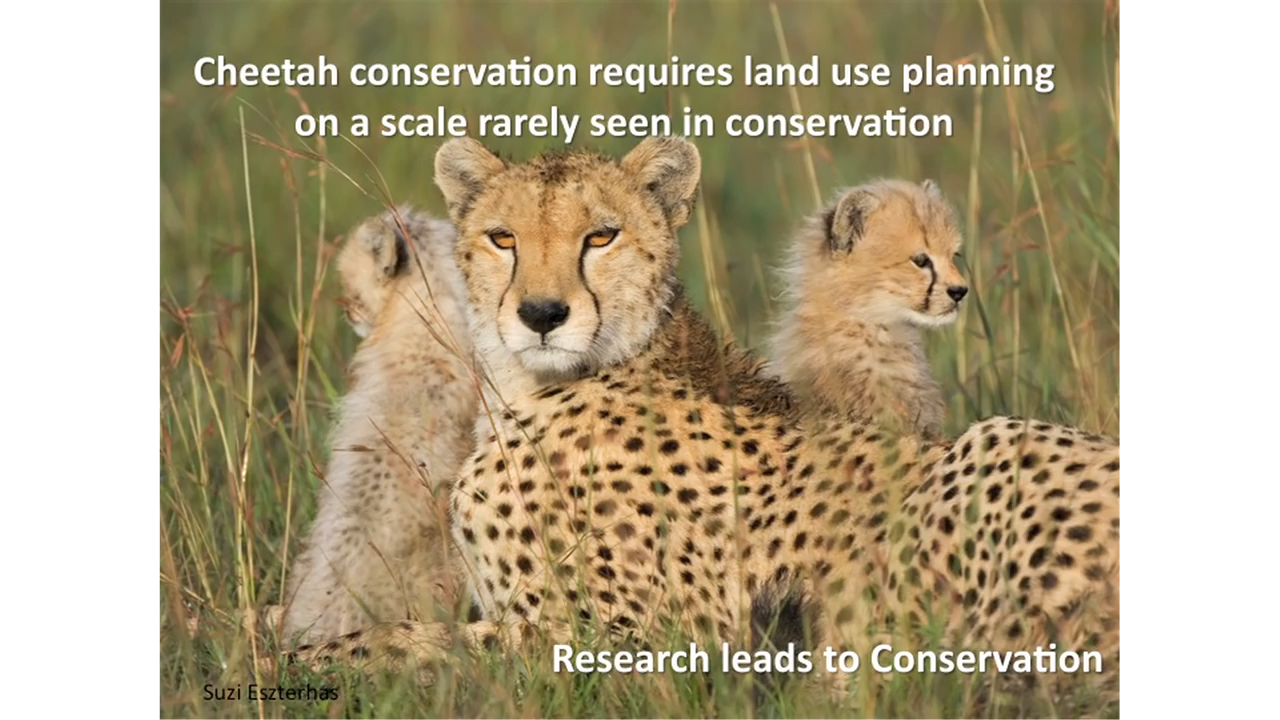 Cheetah conservation requires land use planning
on a scale rarely seen in conservation
Research leads to Conservation
Suzi Eszterhas